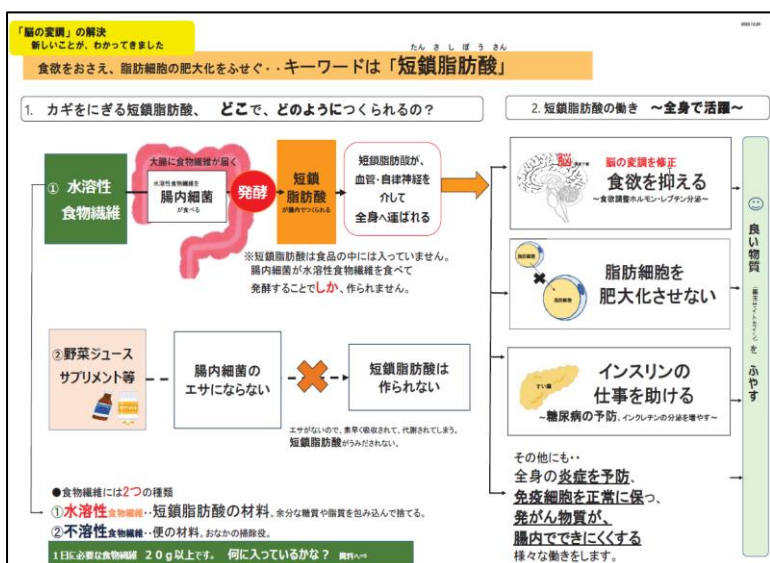 「脳の変調」の解決
新しいことが、わかってきました
たん さ し ぼう さん
食欲をおさえ、脂肪細胞の肥大化をふせぐ・・キーワードは「短鎖脂肪酸」
1. カギをにぎる短鎖脂肪酸、 どこで、どのようにつくられるの？
① 水溶性
食物繊維
大腸に食物繊維が届く
水溶性食物繊維を
腸内細菌
が食べる
発酵
短鎖
脂肪酸
が腸内でつくられる
短鎖脂肪酸が、
血管・自律神経を
介して
全身へ運ばれる
※短鎖脂肪酸は食品の中には入っていません。
腸内細菌が水溶性食物繊維を食べて
発酵することでしか、作られません。
②野菜ジュース
サプリメント等
腸内細菌の
エサにならない
短鎖脂肪酸は
作られない
エサがないので、素早く吸収されて、代謝されてしまう。
短鎖脂肪酸がうみだされない。
●食物繊維には2つの種類
①水溶性食物繊維・・短鎖脂肪酸の材料。余分な糖質や脂質を包み込んで捨てる。
②不溶性食物繊維・・便の材料。おなかの掃除役。
1日に必要な食物繊維 20g以上です。 何に入っているかな？ 資料へ⇒
2. 短鎖脂肪酸の働き ～全身で活躍～
脳
脳の変調を修正
食欲を抑える
～食欲調整ホルモン・レプチン分泌～
脂肪細胞
脂肪細胞
脂肪細胞を
肥大化させない
すい臓
インスリンの
仕事を助ける
～糖尿病の予防、インクレチンの分泌を増やす～
その他にも・・
全身の炎症を予防、
免疫細胞を正常に保つ、
発がん物質が、
腸内でできにくくする
様々な働きをします。
良い物質 を ふやす